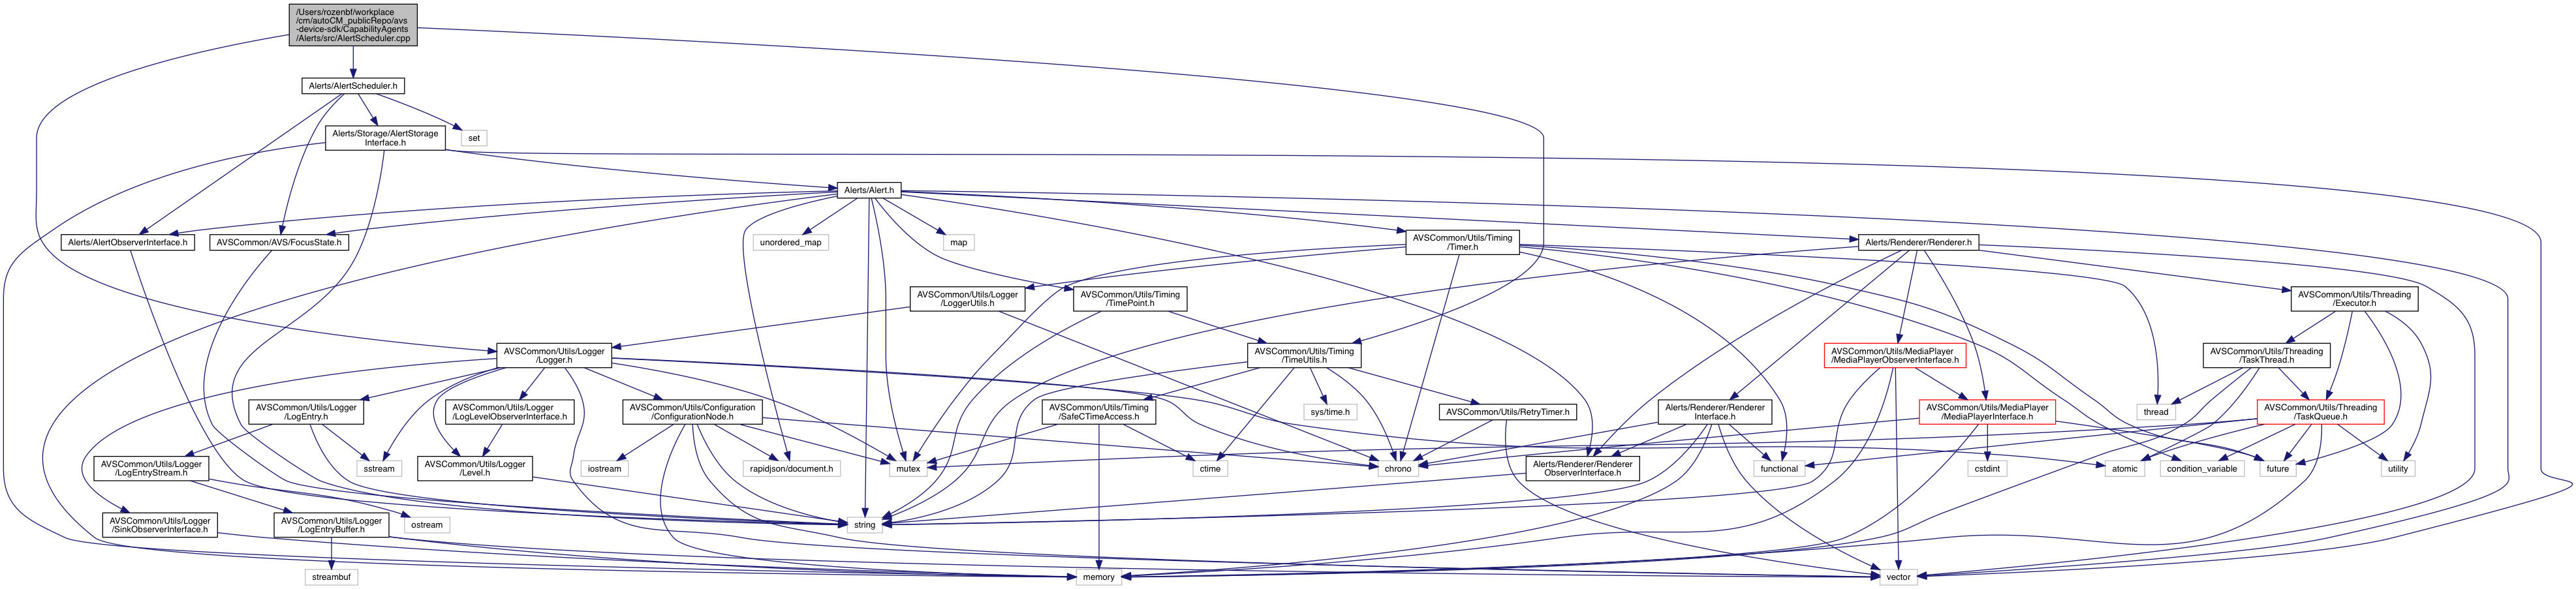 /Users/rozenbf/workplace
/cm/autoCM_publicRepo/avs
-device-sdk/CapabilityAgents
/Alerts/src/AlertScheduler.cpp
Alerts/AlertScheduler.h
Alerts/Storage/AlertStorage
Interface.h
set
Alerts/Alert.h
Alerts/AlertObserverInterface.h
AVSCommon/AVS/FocusState.h
unordered_map
map
AVSCommon/Utils/Timing
/Timer.h
Alerts/Renderer/Renderer.h
AVSCommon/Utils/Logger
/LoggerUtils.h
AVSCommon/Utils/Timing
/TimePoint.h
AVSCommon/Utils/Threading
/Executor.h
AVSCommon/Utils/Logger
/Logger.h
AVSCommon/Utils/Timing
/TimeUtils.h
AVSCommon/Utils/MediaPlayer
/MediaPlayerObserverInterface.h
AVSCommon/Utils/Threading
/TaskThread.h
AVSCommon/Utils/Logger
/LogEntry.h
AVSCommon/Utils/Logger
/LogLevelObserverInterface.h
AVSCommon/Utils/Configuration
/ConfigurationNode.h
AVSCommon/Utils/Timing
/SafeCTimeAccess.h
sys/time.h
AVSCommon/Utils/RetryTimer.h
Alerts/Renderer/Renderer
Interface.h
AVSCommon/Utils/MediaPlayer
/MediaPlayerInterface.h
thread
AVSCommon/Utils/Threading
/TaskQueue.h
AVSCommon/Utils/Logger
/LogEntryStream.h
sstream
AVSCommon/Utils/Logger
/Level.h
iostream
rapidjson/document.h
mutex
ctime
chrono
Alerts/Renderer/Renderer
ObserverInterface.h
functional
cstdint
atomic
condition_variable
future
utility
AVSCommon/Utils/Logger
/SinkObserverInterface.h
AVSCommon/Utils/Logger
/LogEntryBuffer.h
ostream
string
streambuf
memory
vector